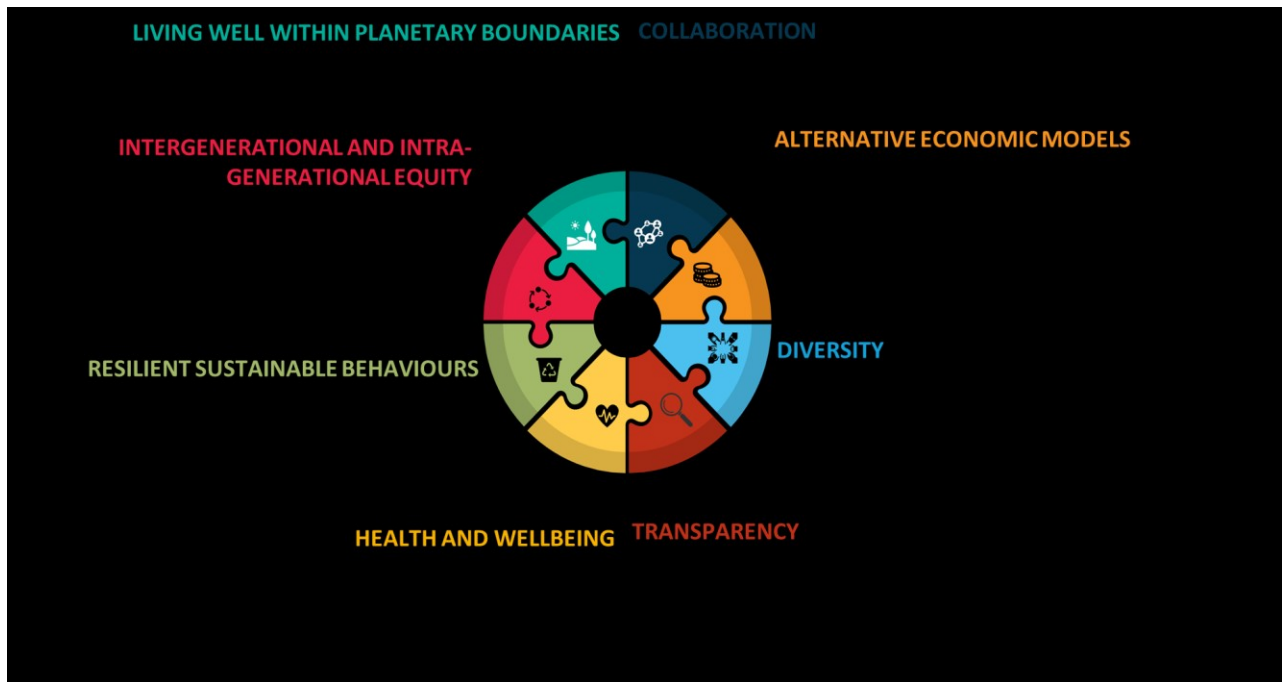 LIVING WELL WITHIN PLANETARY BOUNDARIES
COLLABORATION
INTERGENERATIONAL AND INTRA-
GENERATIONAL EQUITY
ALTERNATIVE ECONOMIC MODELS
RESILIENT SUSTAINABLE BEHAVIOURS
DIVERSITY
HEALTH AND WELLBEING
TRANSPARENCY